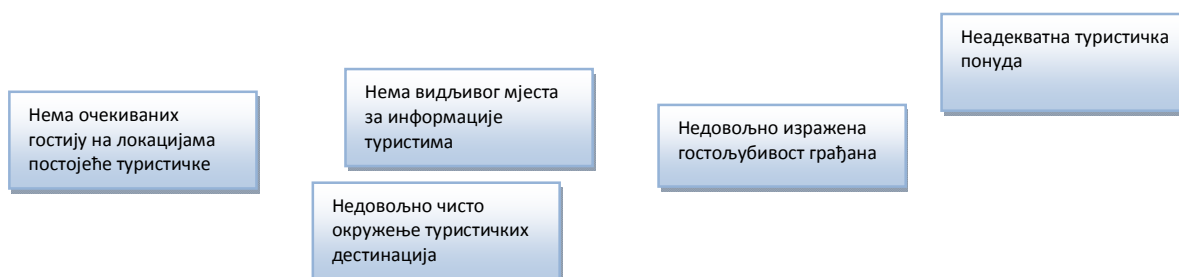 Нема очекиваних
гостију на локацијама
постојеће туристичке
Нема видљивог мјеста
за информације
туристима
Недовољно чисто
окружење туристичких
дестинација
Недовољно изражена
гостољубивост грађана
Неадекватна туристичка
понуда